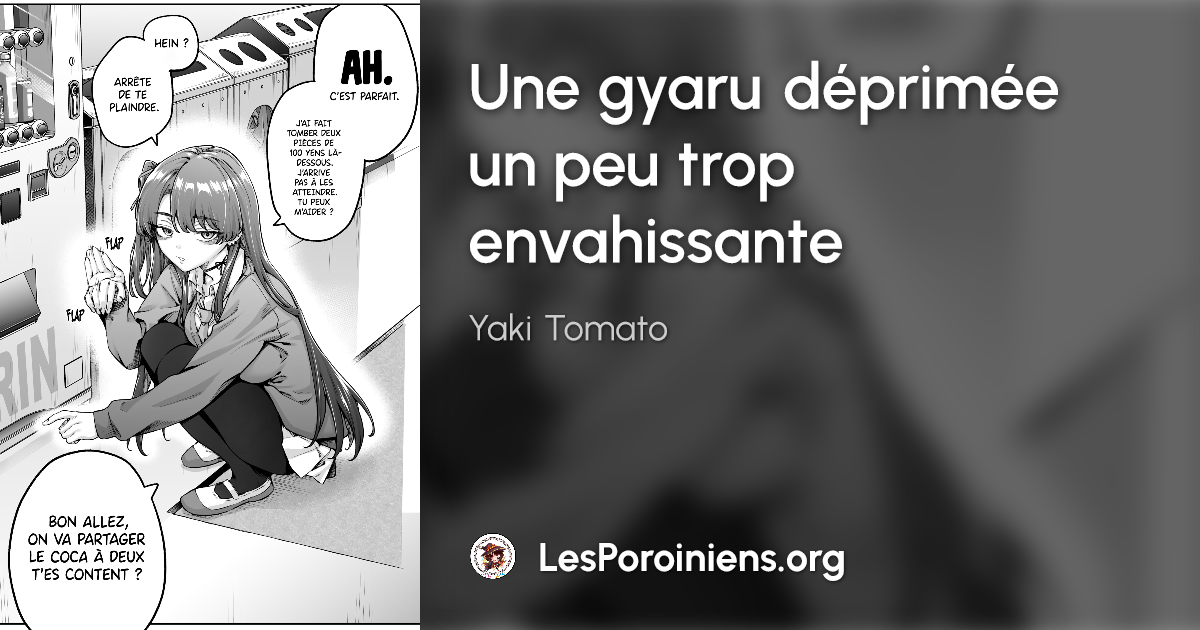 AH.
C'EST PARFAIT.
J'AI FAIT
TOMBER DEUX
PIÈCES DE
100 YENS LÀ-
DESSOUS.
J'ARRIVE
PAS À LES
ATTEINDRE.
TU PEUX
M'AIDER ?
HEIN ?
ARRÊTE
DE TE
PLAINDRE.
FLAP
FLAP
RIN
BON ALLEZ,
ON VA PARTAGER
LE COCA À DEUX
T'ES CONTENT ?
Une gyaru déprimée
un peu trop
envahissante
Yaki Tomato
LesPoroiniens.org